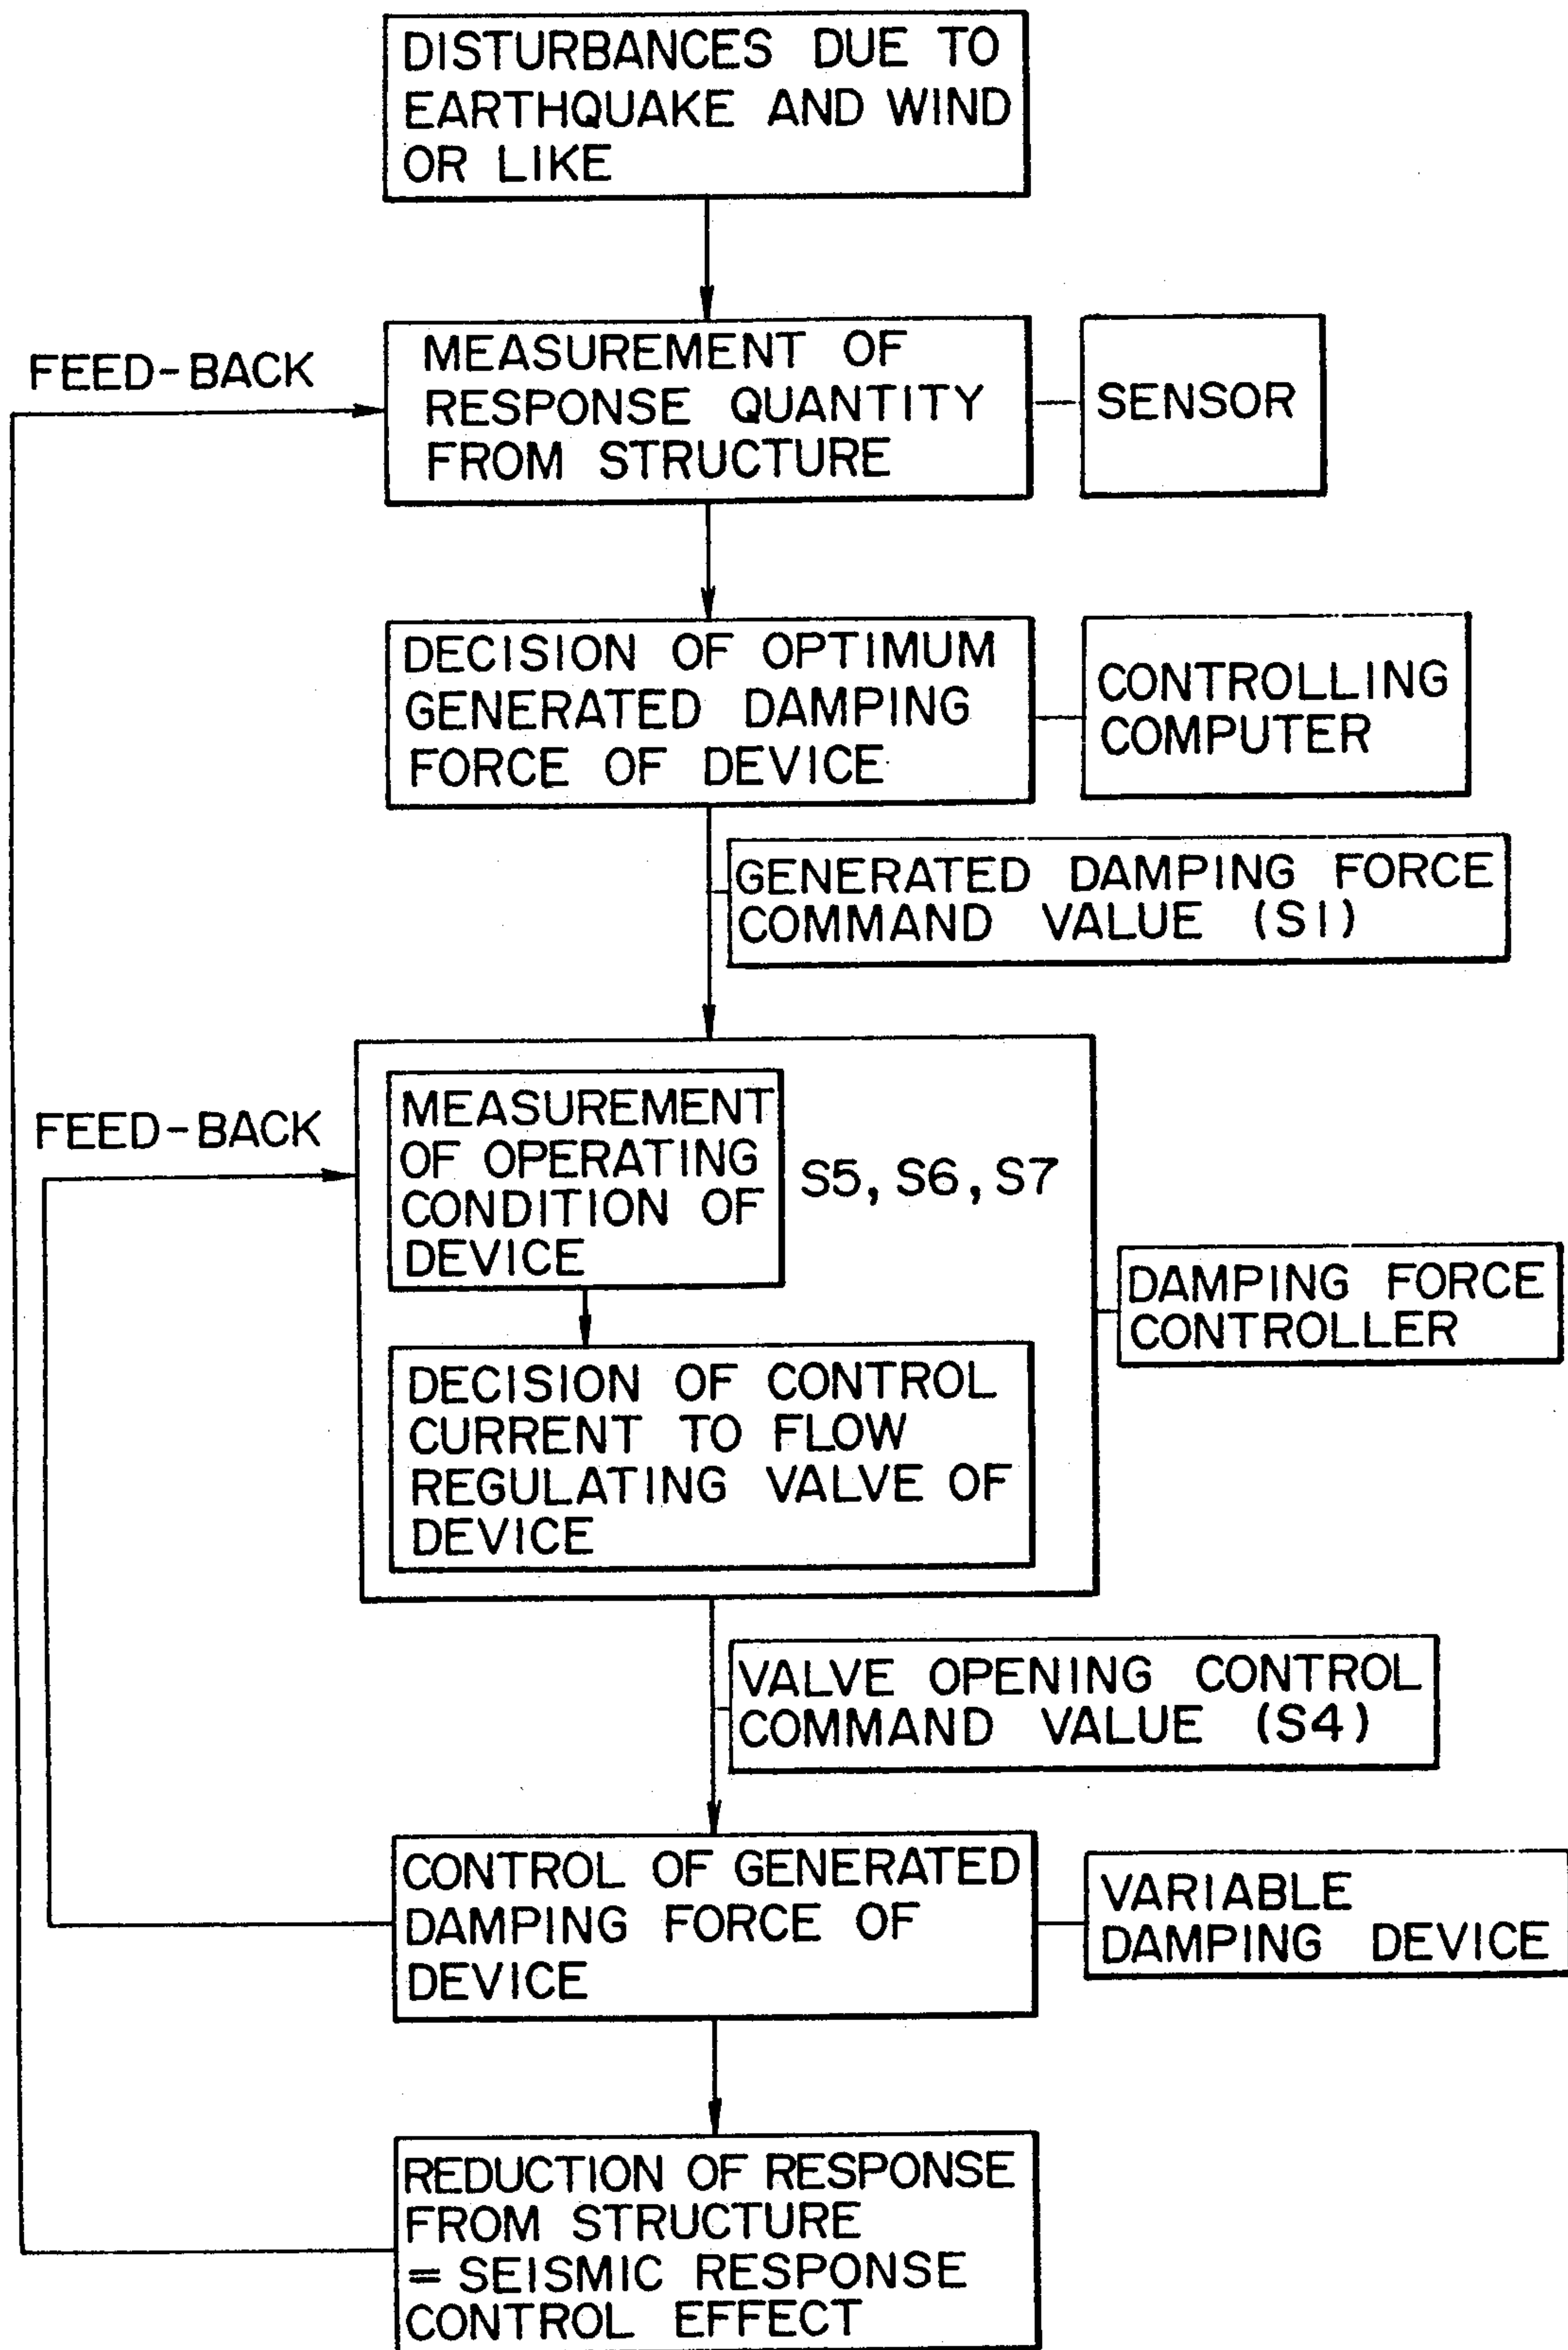 DISTURBANCES DUE TO
EARTHQUAKE AND WIND
OR LIKE
FEED-BACK
MEASUREMENT OF
RESPONSE QUANTITY
FROM STRUCTURE
SENSOR
DECISION OF OPTIMUM
GENERATED DAMPING
FORCE OF DEVICE
CONTROLLING
COMPUTER
GENERATED DAMPING FORCE
COMMAND VALUE (S1)
FEED-BACK
MEASUREMENT
OF OPERATING
CONDITION OF
DEVICE
S5, S6, S7
DAMPING FORCE
CONTROLLER
DECISION OF CONTROL
CURRENT TO FLOW
REGULATING VALVE OF
DEVICE
VALVE OPENING CONTROL
COMMAND VALUE (S4)
CONTROL OF GENERATED
DAMPING FORCE OF
DEVICE
VARIABLE
DAMPING DEVICE
REDUCTION OF RESPONSE
FROM STRUCTURE
= SEISMIC RESPONSE
CONTROL EFFECT